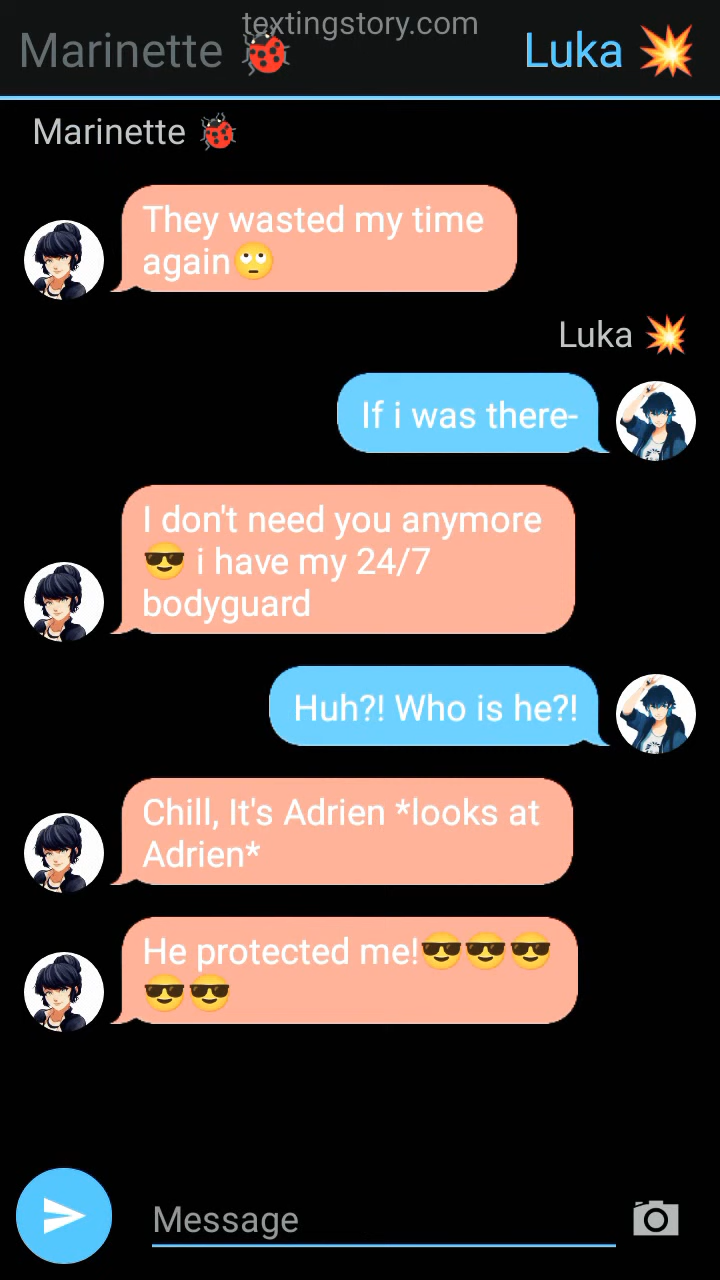 textingstory.com
Marinette 🐞 Luka 💥
Marinette 🐞
They wasted my time
again🙄
Luka 💥
If i was there-
I don't need you anymore
😎 i have my 24/7
bodyguard
Huh?! Who is he?!
Chill, It's Adrien *looks at
Adrien*
He protected me!😎😎😎
😎😎
Message